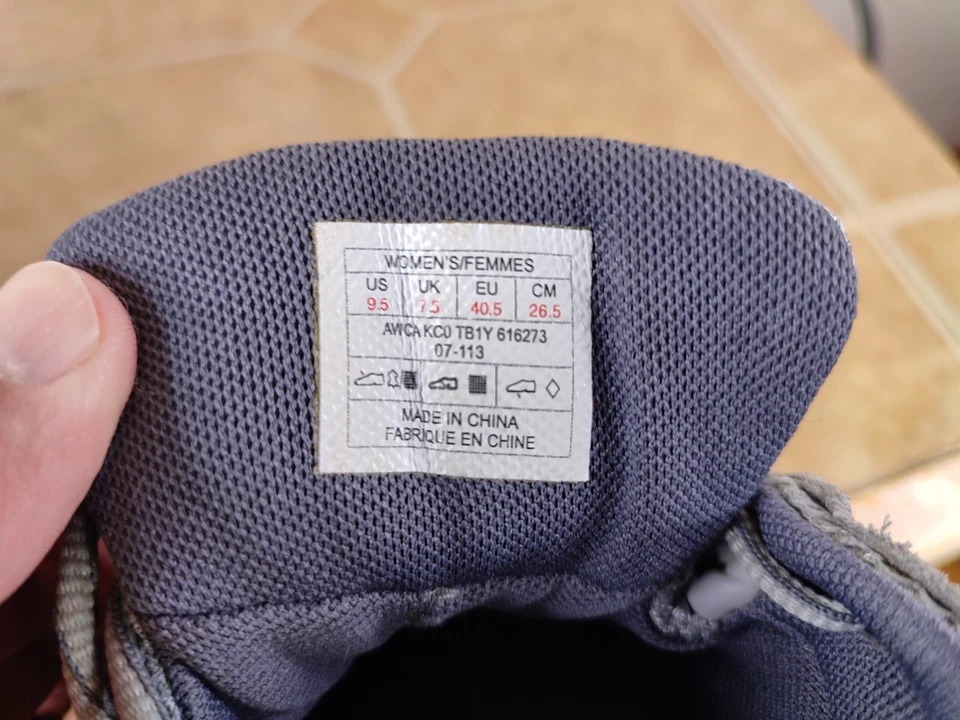 WOMEN'S/FEMMES
US UK EU CM
9.5 7.5 40.5 26.5
AWCA KC0 TB1Y 616273
07-113
MADE IN CHINA
FABRIQUE EN CHINE